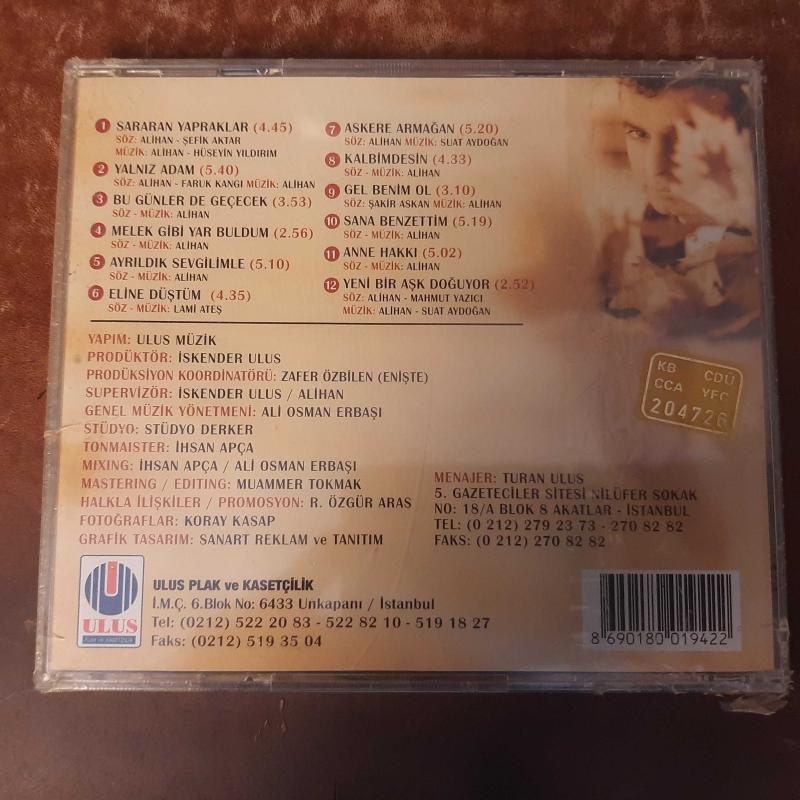 1 SARARAN YAPRAKLAR (4.45)
SÖZ: ALİHAN - ŞEFİK AKTAR
MÜZİK: ALİHAN - HÜSEYİN YILDIRIM
2 YALNIZ ADAM (5.40)
SÖZ: ALİHAN - FARUK KANGI MÜZİK: ALİHAN
3 BU GÜNLER DE GEÇECEK (3.53)
SÖZ - MÜZİK: ALİHAN
4 MELEK GİBİ YAR BULDUM (2.56)
SÖZ - MÜZİK: ALİHAN
5 AYRILDIK SEVGİLİMLE (5.10)
SÖZ - MÜZİK: ALİHAN
6 ELİNE DÜŞTÜM (4.35)
SÖZ - MÜZİK: LAMİ ATEŞ
7 ASKERE ARMAĞAN (5.20)
SÖZ: ALİHAN MÜZİK: SUAT AYDOĞAN
8 KALBİMDESİN (4.33)
SÖZ - MÜZİK: ALİHAN
9 GEL BENİM OL (3.10)
SÖZ: ŞAKİR ASKAN MÜZİK: ALİHAN
10 SANA BENZETTİM (5.19)
SÖZ - MÜZİK: ALİHAN
11 ANNE HAKKI (5.02)
SÖZ - MÜZİK: ALİHAN
12 YENİ BİR AŞK DOĞUYOR (2.52)
SÖZ: ALİHAN - MAHMUT YAZICI
MÜZİK: ALİHAN - SUAT AYDOĞAN
YAPIM: ULUS MÜZİK
PRODÜKTÖR: İSKENDER ULUS
PRODÜKSİYON KOORDİNATÖRÜ: ZAFER ÖZBİLEN (ENİŞTE)
SUPERVİZÖR: İSKENDER ULUS / ALİHAN
GENEL MÜZİK YÖNETMENİ: ALİ OSMAN ERBAŞI
STÜDYO: STÜDYO DERKER
TONMAISTER: İHSAN APÇA
MIXING: İHSAN APÇA / ALİ OSMAN ERBAŞI
MASTERING / EDITING: MUAMMER TOKMAK
HALKLA İLİŞKİLER / PROMOSYON: R. ÖZGÜR ARAS
FOTOĞRAFLAR: KORAY KASAP
GRAFİK TASARIM: SANART REKLAM ve TANITIM
KB CDÜ
CCA YFC
204726
MENAJER: TURAN ULUS
5. GAZETECİLER SİTESİ NİLÜFER SOKAK
NO: 18/A BLOK 8 AKATLAR - İSTANBUL
TEL: (0 212) 279 23 73 - 270 82 82
FAKS: (0 212) 270 82 82
ULUS
PLAK ve KASETÇİLİK
ULUS PLAK ve KASETÇİLİK
İ.M.Ç. 6.Blok No: 6433 Unkapanı / İstanbul
Tel: (0212) 522 20 83 - 522 82 10 - 519 18 27
Faks: (0212) 519 35 04
8 690180 019422